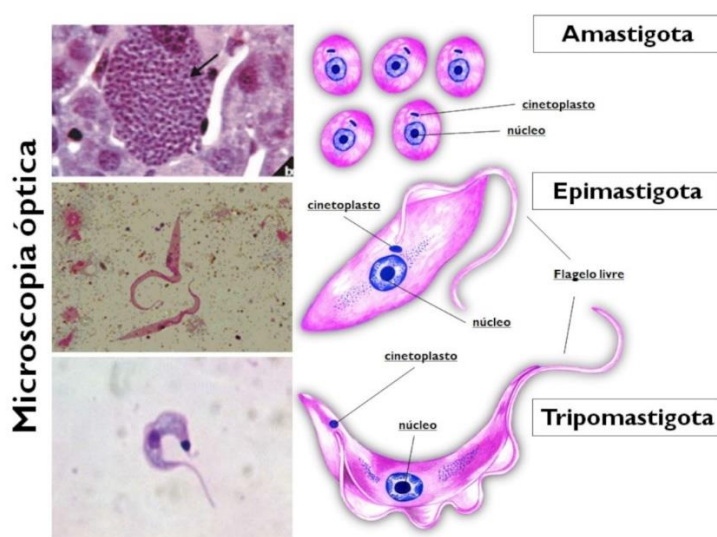 Microscopia óptica
b
Amastigota
cinetoplasto
núcleo
Epimastigota
cinetoplasto
Flagelo livre
núcleo
cinetoplasto
núcleo
Tripomastigota